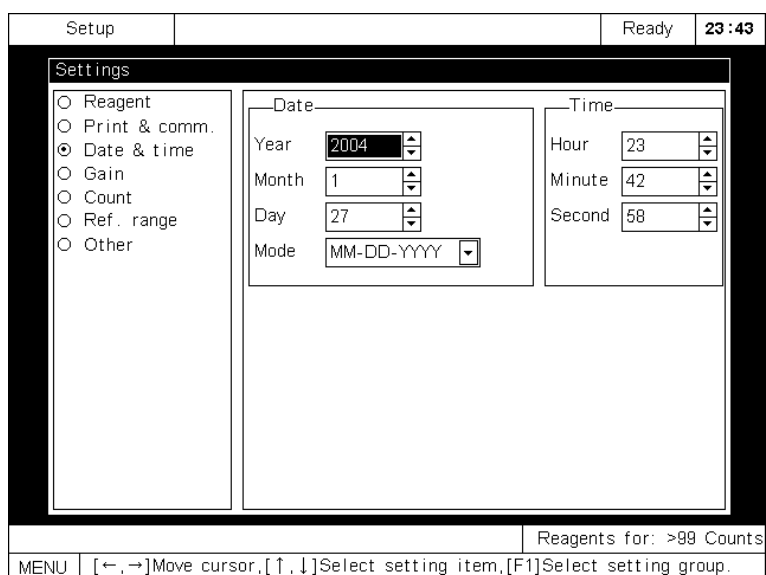 Setup Ready 23:43
Settings
Reagent
Print & comm.
Date & time
Gain
Count
Ref. range
Other
Date
Year 2004
Month 1
Day 27
Mode MM-DD-YYYY
Time
Hour 23
Minute 42
Second 58
Reagents for: >99 Counts
MENU [←,→]Move cursor,[↑,↓]Select setting item,[F1]Select setting group.